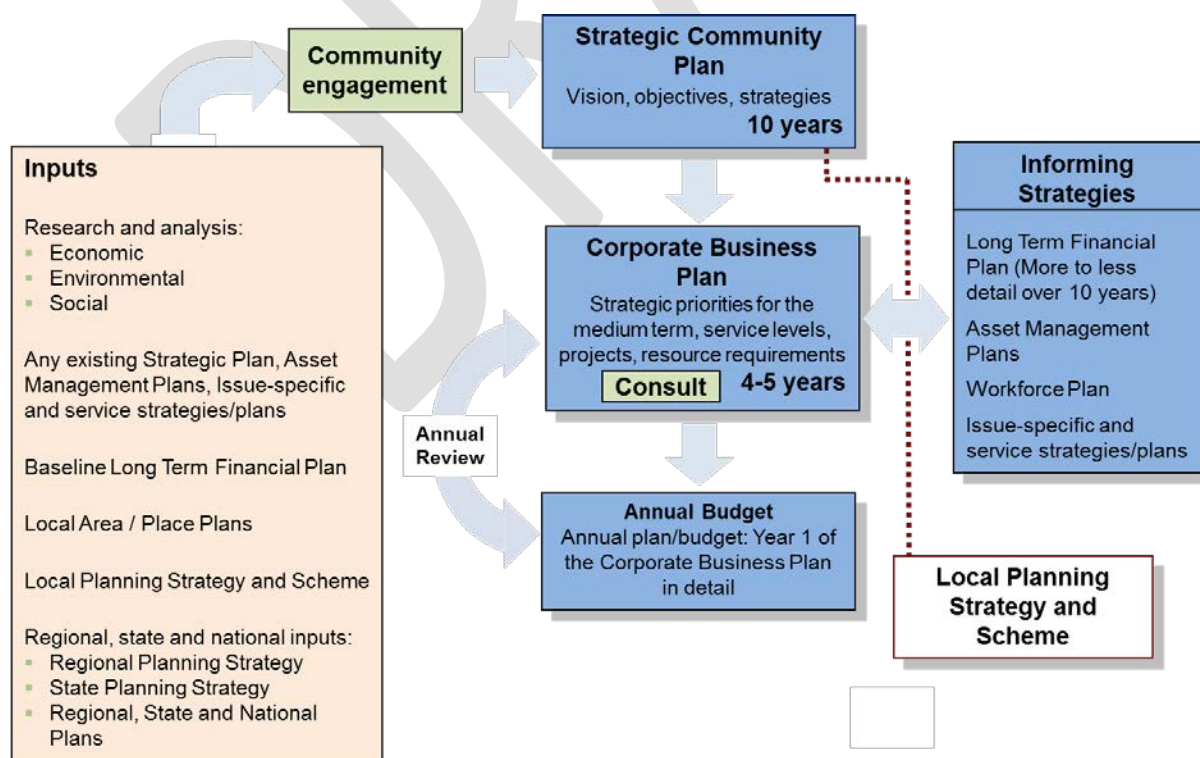 Community
engagement
Strategic Community
Plan
Vision, objectives, strategies
10 years
Inputs
Research and analysis:
▪ Economic
▪ Environmental
▪ Social
Any existing Strategic Plan, Asset
Management Plans, Issue-specific
and service strategies/plans
Baseline Long Term Financial Plan
Local Area / Place Plans
Local Planning Strategy and Scheme
Regional, state and national inputs:
▪ Regional Planning Strategy
▪ State Planning Strategy
▪ Regional, State and National
Plans
Corporate Business
Plan
Strategic priorities for the
medium term, service levels,
projects, resource requirements
Consult 4-5 years
Annual
Review
Annual Budget
Annual plan/budget: Year 1 of
the Corporate Business Plan
in detail
Informing
Strategies
Long Term Financial
Plan (More to less
detail over 10 years)
Asset Management
Plans
Workforce Plan
Issue-specific and
service strategies/plans
Local Planning
Strategy and
Scheme